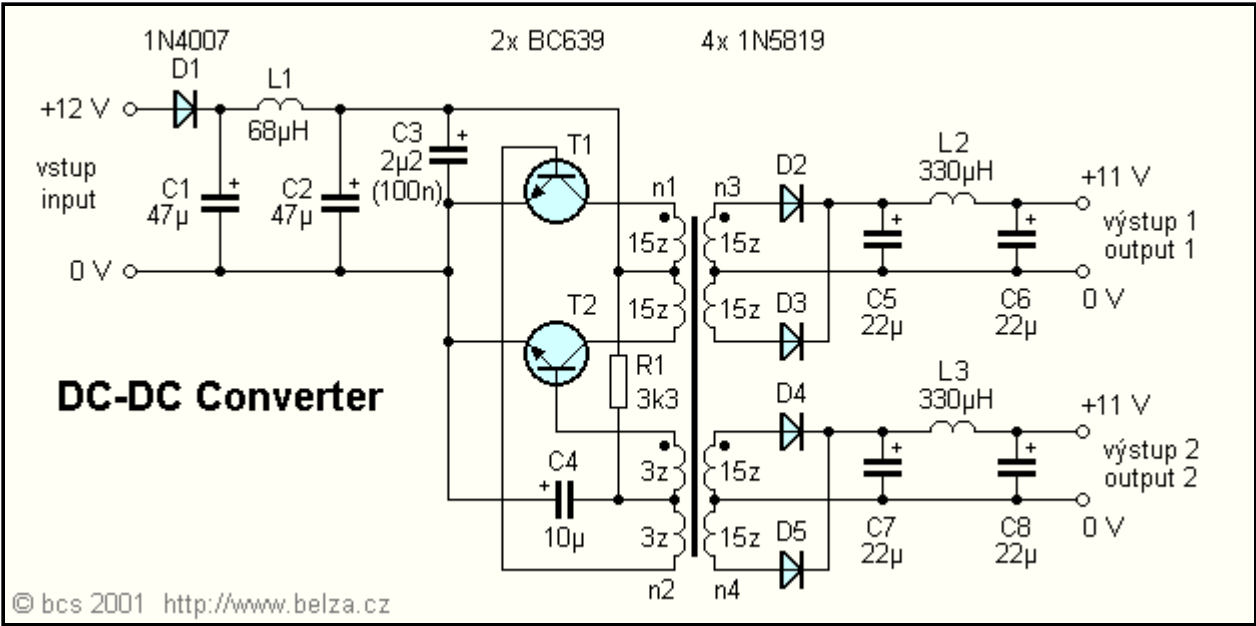 1N4007
2x BC639
4x 1N5819
D1
L1
68µH
+12 V
vstup
input
0 V
C1
47µ
C2
47µ
C3
2µ2
(100n)
+
+
+
T1
T2
n1
n3
15z
15z
15z
15z
R1
3k3
C4
+
10µ
3z
3z
15z
15z
n2
n4
D2
D3
L2
330µH
+
+
C5
22µ
C6
22µ
+11 V
výstup 1
output 1
0 V
D4
D5
L3
330µH
+
+
C7
22µ
C8
22µ
+11 V
výstup 2
output 2
0 V
DC-DC Converter
© bcs 2001 http://www.belza.cz